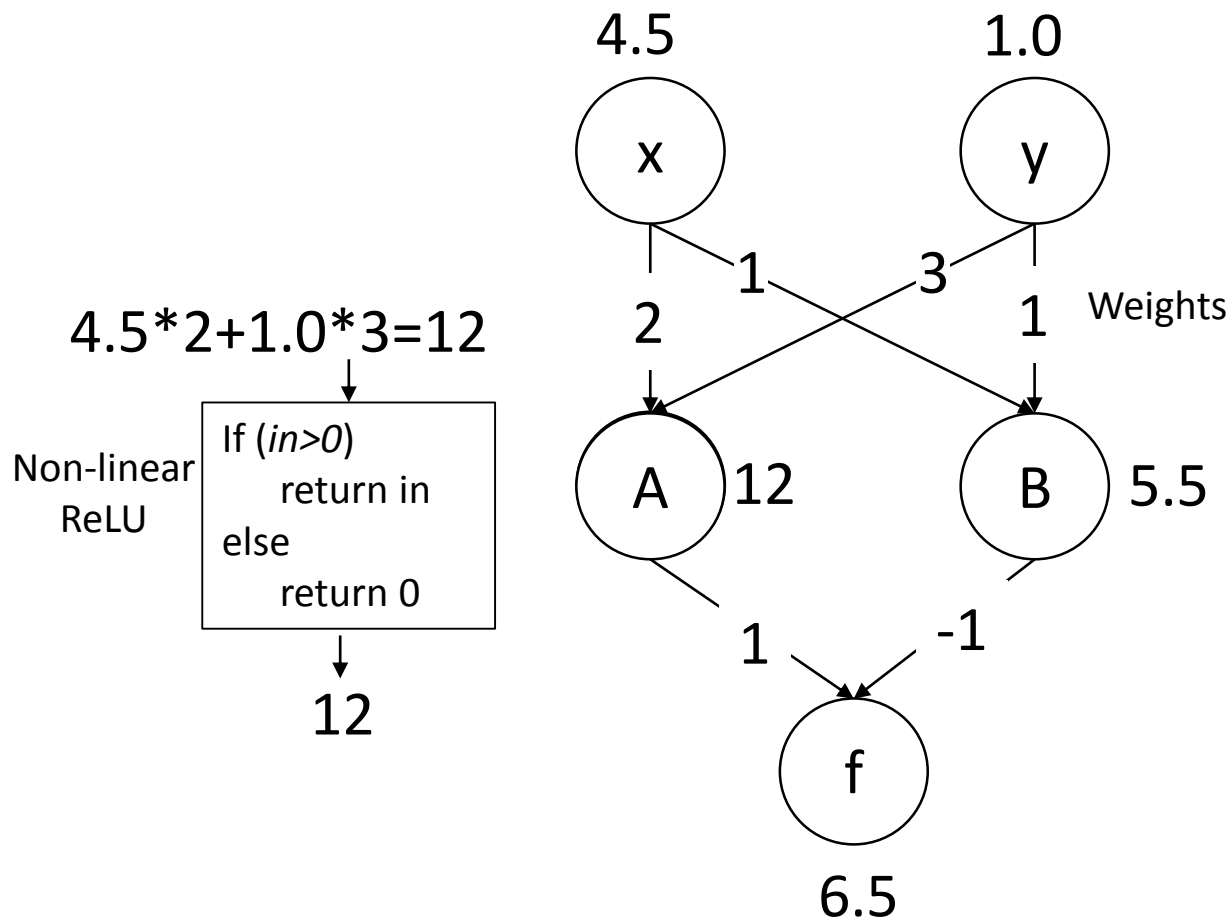 4.5
1.0
x
y
1
3
2
1
Weights
4.5*2+1.0*3=12
If (in>0)
return in
else
return 0
Non-linear
ReLU
12
A
12
B
5.5
1
-1
f
6.5